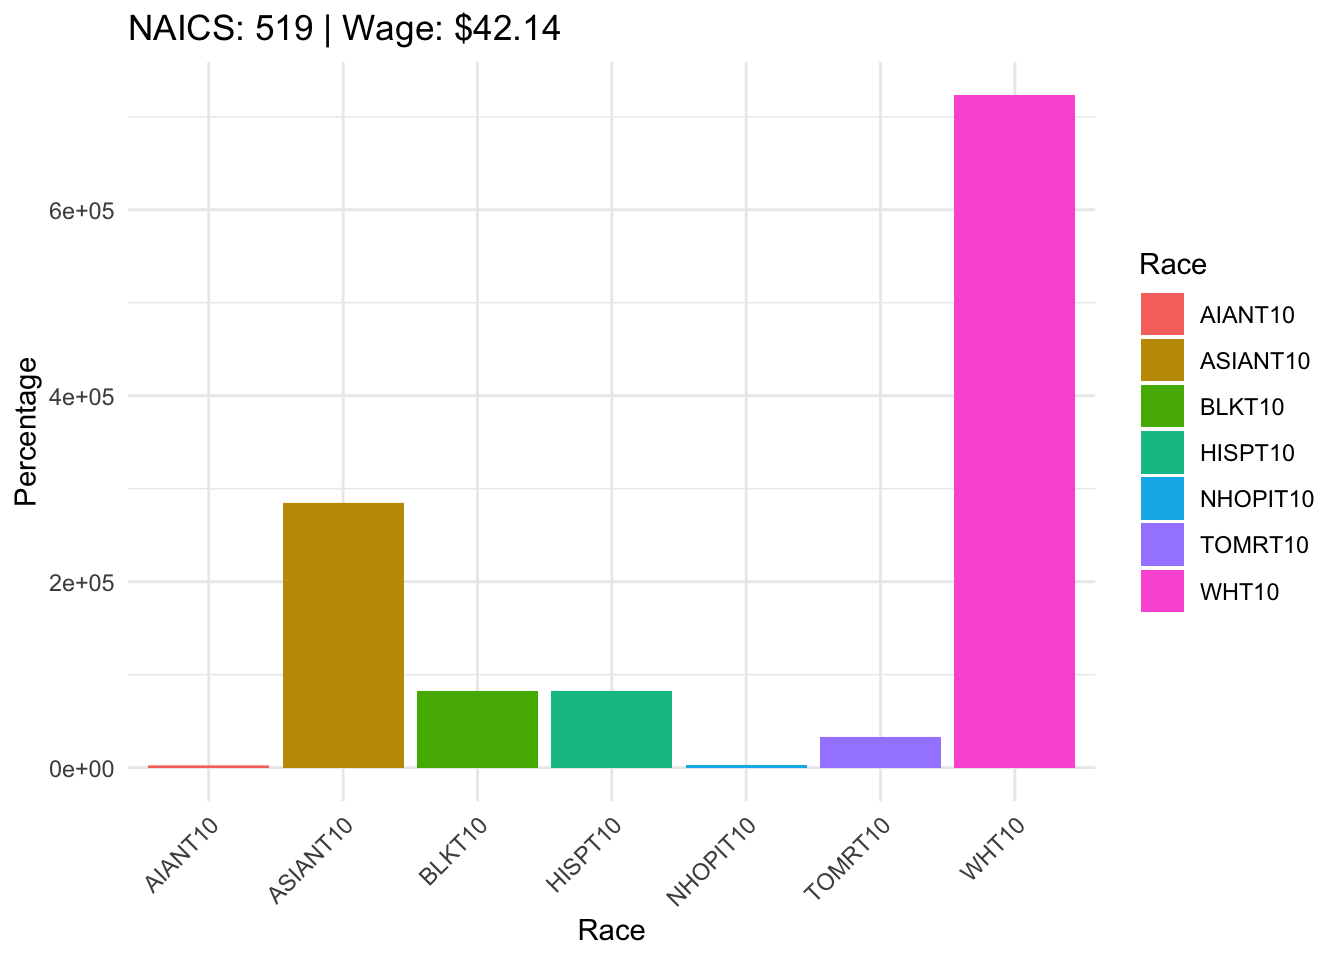 NAICS: 519 | Wage: $42.14
Percentage
6e+05
4e+05
2e+05
0e+00
AIANT10
ASIANT10
BLKT10
HISPT10
NHOPIT10
TOMRT10
WHT10
Race
Race
AIANT10
ASIANT10
BLKT10
HISPT10
NHOPIT10
TOMRT10
WHT10